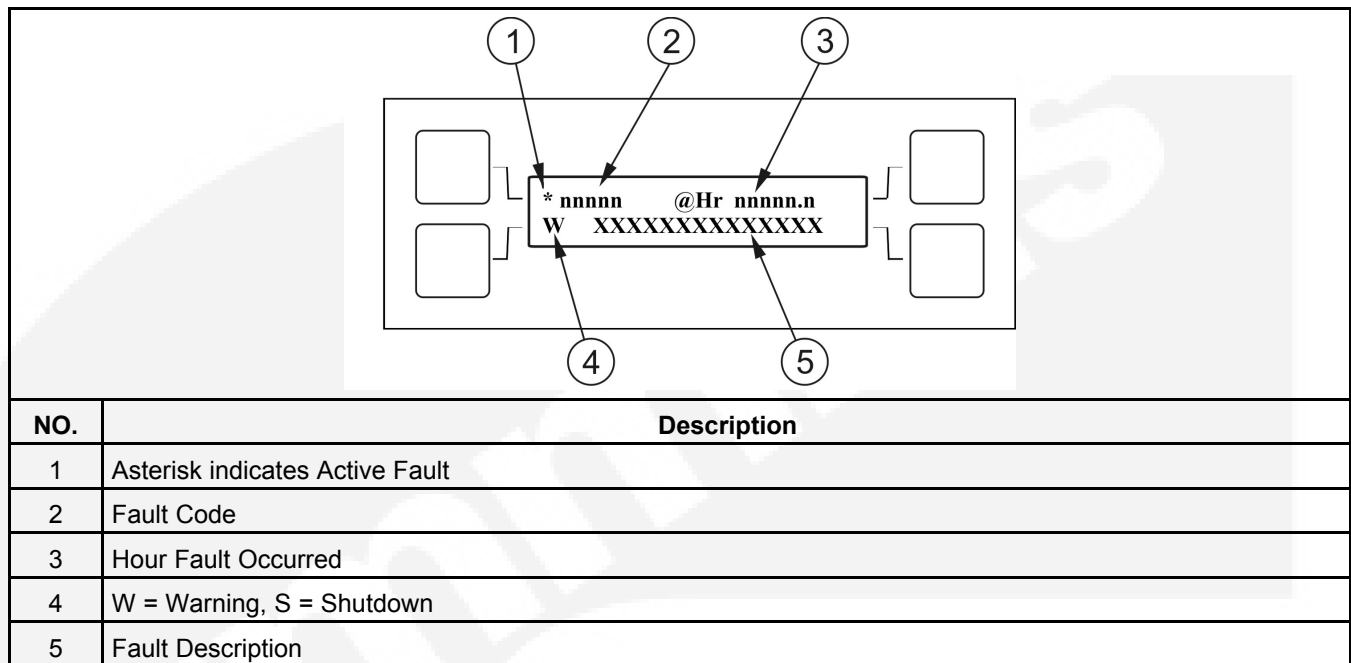 1 2 3
* nnnnn @Hr nnnnn.n
W XXXXXXXXXXXXXX
4 5
NO. Description
1 Asterisk indicates Active Fault
2 Fault Code
3 Hour Fault Occurred
4 W = Warning, S = Shutdown
5 Fault Description